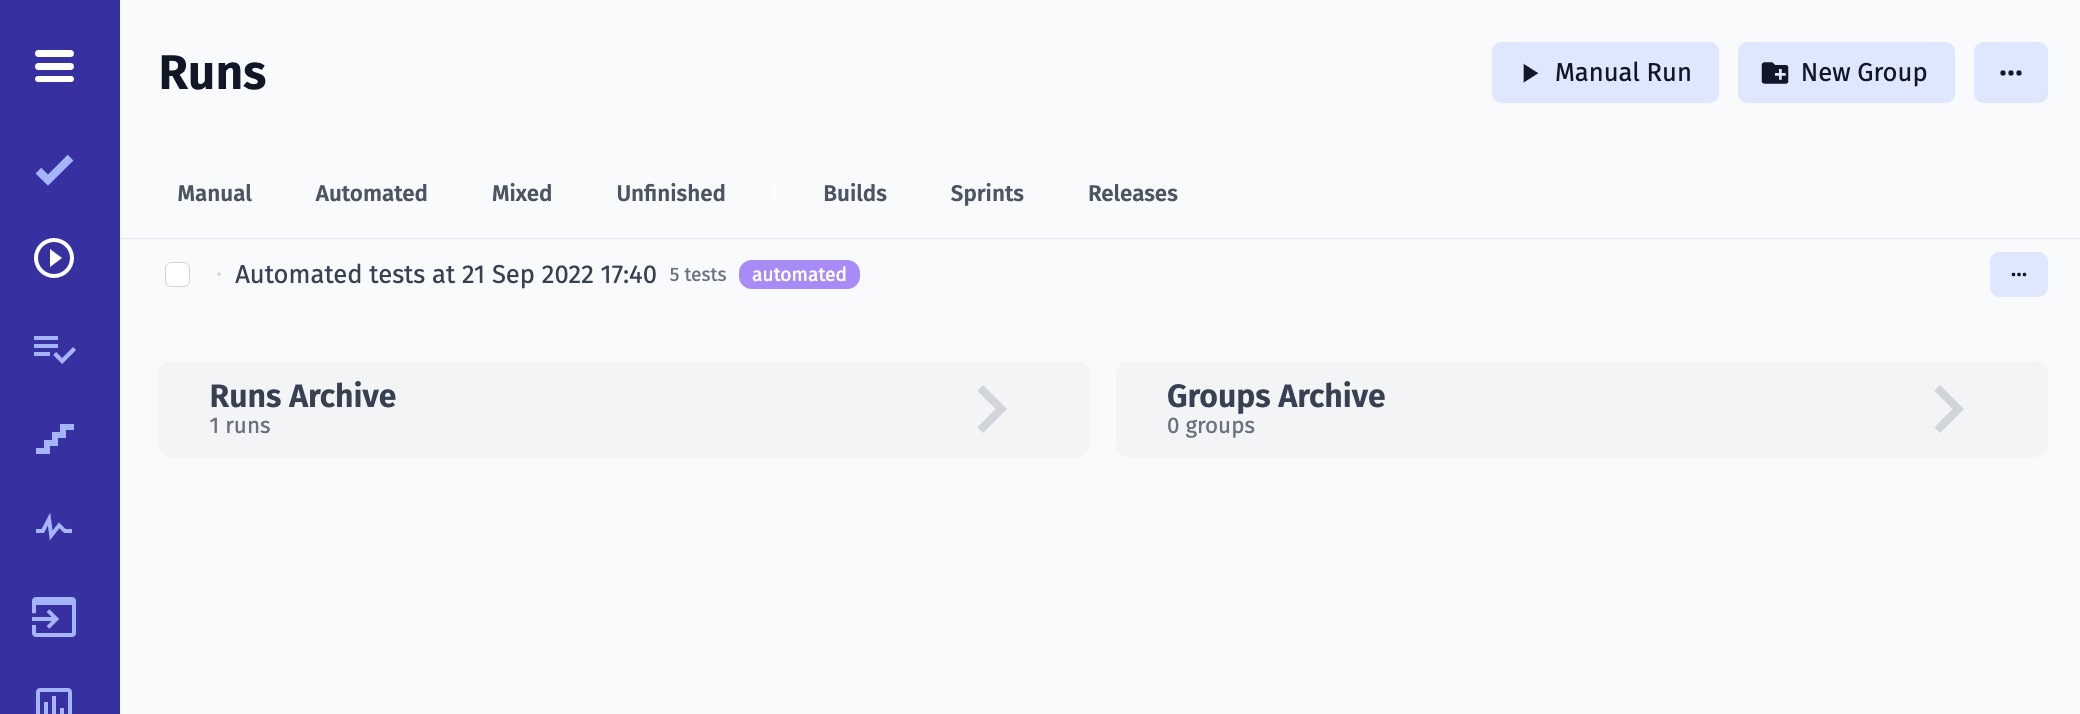 Runs
Manual Run
New Group
Manual Automated Mixed Unfinished Builds Sprints Releases
Automated tests at 21 Sep 2022 17:40 5 tests automated
Runs Archive
1 runs
Groups Archive
0 groups